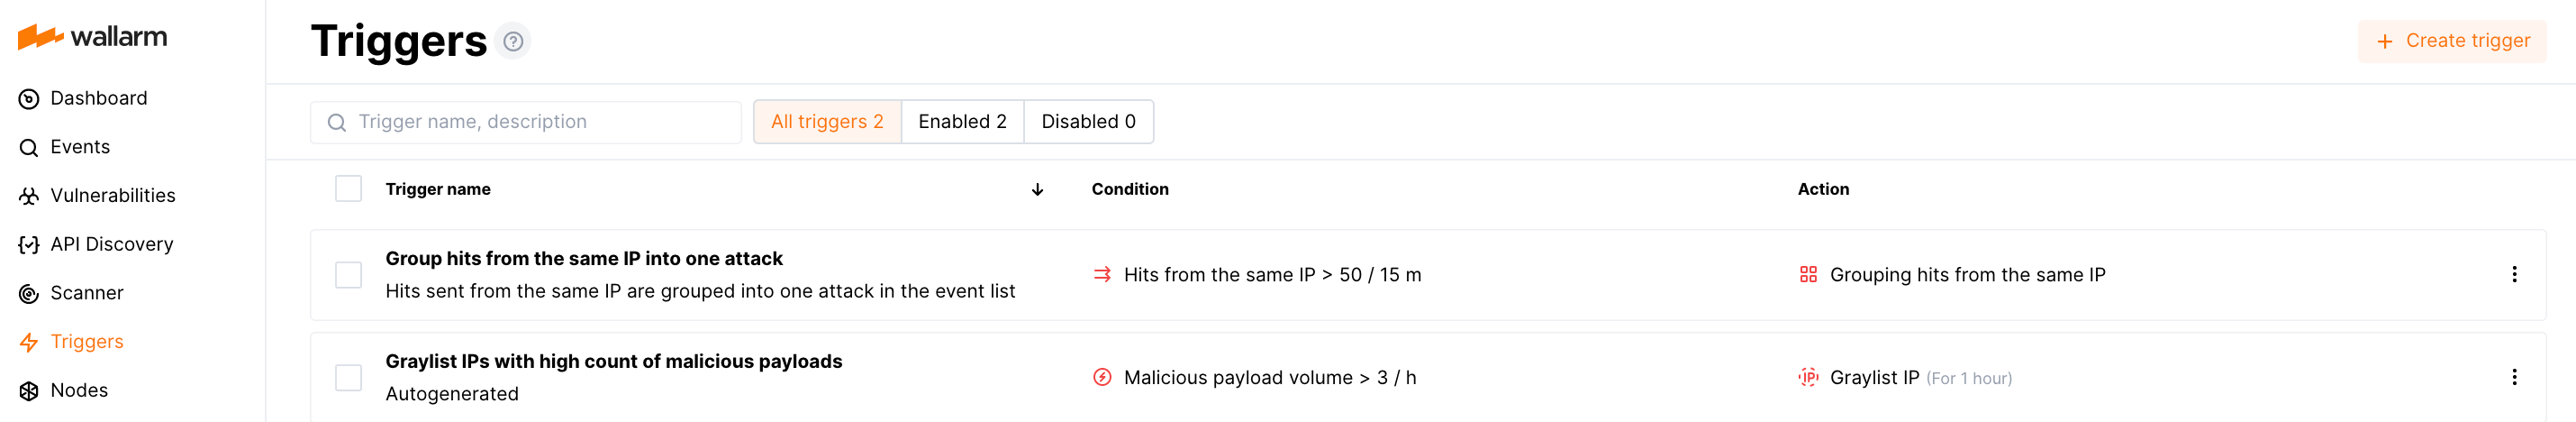 wallarm
Dashboard
Events
Vulnerabilities
API Discovery
Scanner
Triggers
Nodes
Triggers ?
+ Create trigger
Trigger name, description
All triggers 2 Enabled 2 Disabled 0
Trigger name ↓ Condition Action
Group hits from the same IP into one attack
Hits sent from the same IP are grouped into one attack in the event list
Hits from the same IP > 50 / 15 m
Grouping hits from the same IP
Graylist IPs with high count of malicious payloads
Autogenerated
Malicious payload volume > 3 / h
IP Graylist IP (For 1 hour)